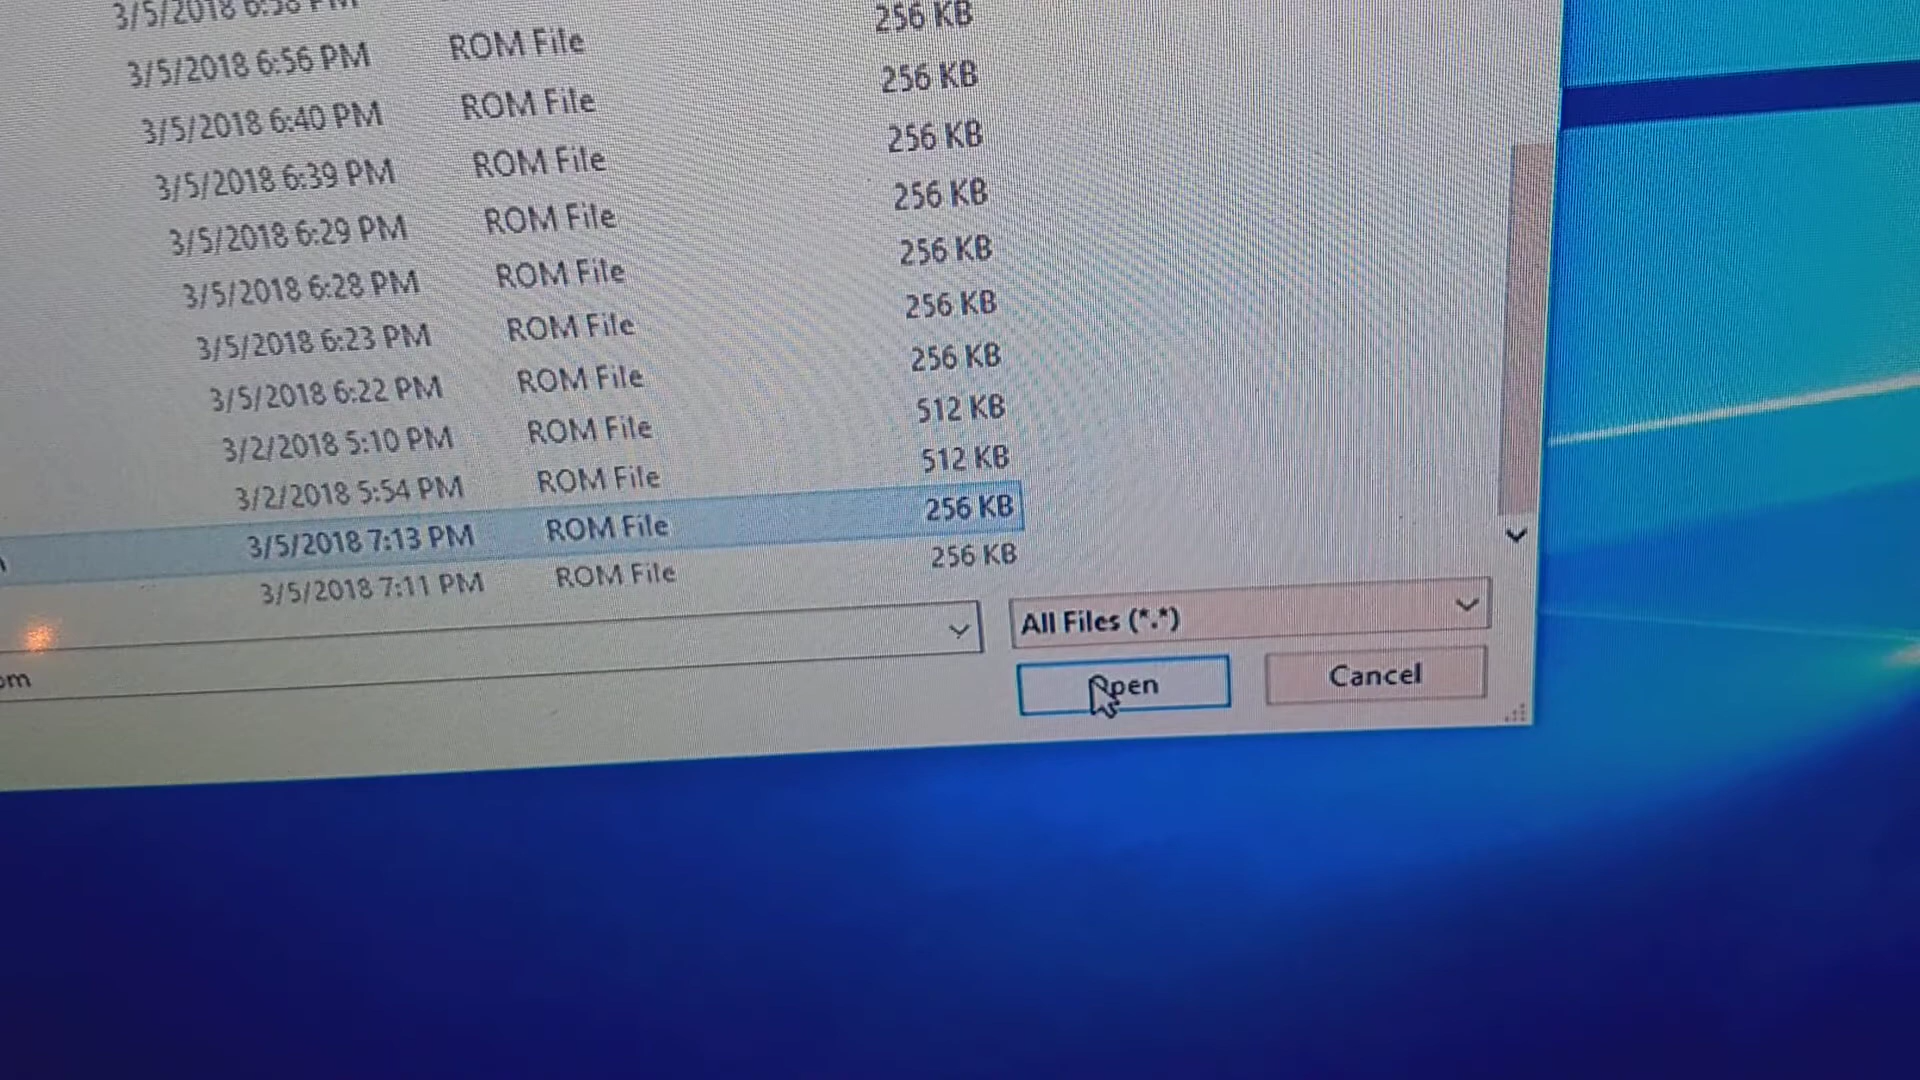 3/5/2018 6:58 PM 256 KB
3/5/2018 6:56 PM ROM File 256 KB
3/5/2018 6:40 PM ROM File 256 KB
3/5/2018 6:39 PM ROM File 256 KB
3/5/2018 6:29 PM ROM File 256 KB
3/5/2018 6:28 PM ROM File 256 KB
3/5/2018 6:23 PM ROM File 256 KB
3/5/2018 6:22 PM ROM File 512 KB
3/2/2018 5:10 PM ROM File 512 KB
3/2/2018 5:54 PM ROM File 256 KB
3/5/2018 7:13 PM ROM File 256 KB
3/5/2018 7:11 PM ROM File
All Files (*.*)
Open Cancel